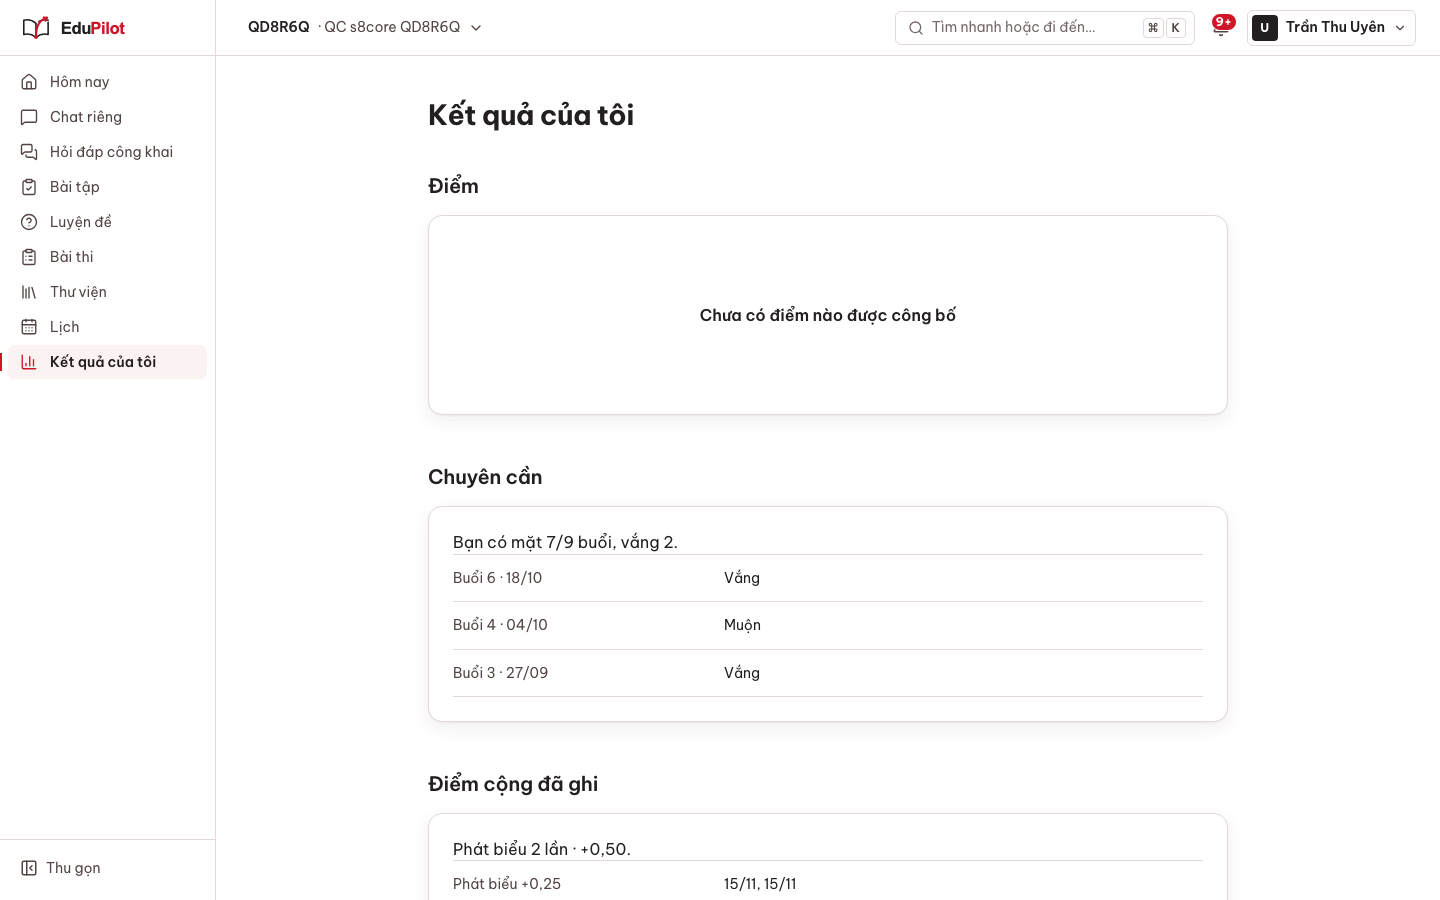 EduPilot
QD8R6Q · QC s8core QD8R6Q
Tìm nhanh hoặc đi đến...
⌘ K
9+
U
Trần Thu Uyên
Hôm nay
Chat riêng
Hỏi đáp công khai
Bài tập
Luyện đề
Bài thi
Thư viện
Lịch
Kết quả của tôi
Thu gọn
Kết quả của tôi
Điểm
Chưa có điểm nào được công bố
Chuyên cần
Bạn có mặt 7/9 buổi, vắng 2.
Buổi 6 · 18/10 Vắng
Buổi 4 · 04/10 Muộn
Buổi 3 · 27/09 Vắng
Điểm cộng đã ghi
Phát biểu 2 lần · +0,50.
Phát biểu +0,25 15/11, 15/11